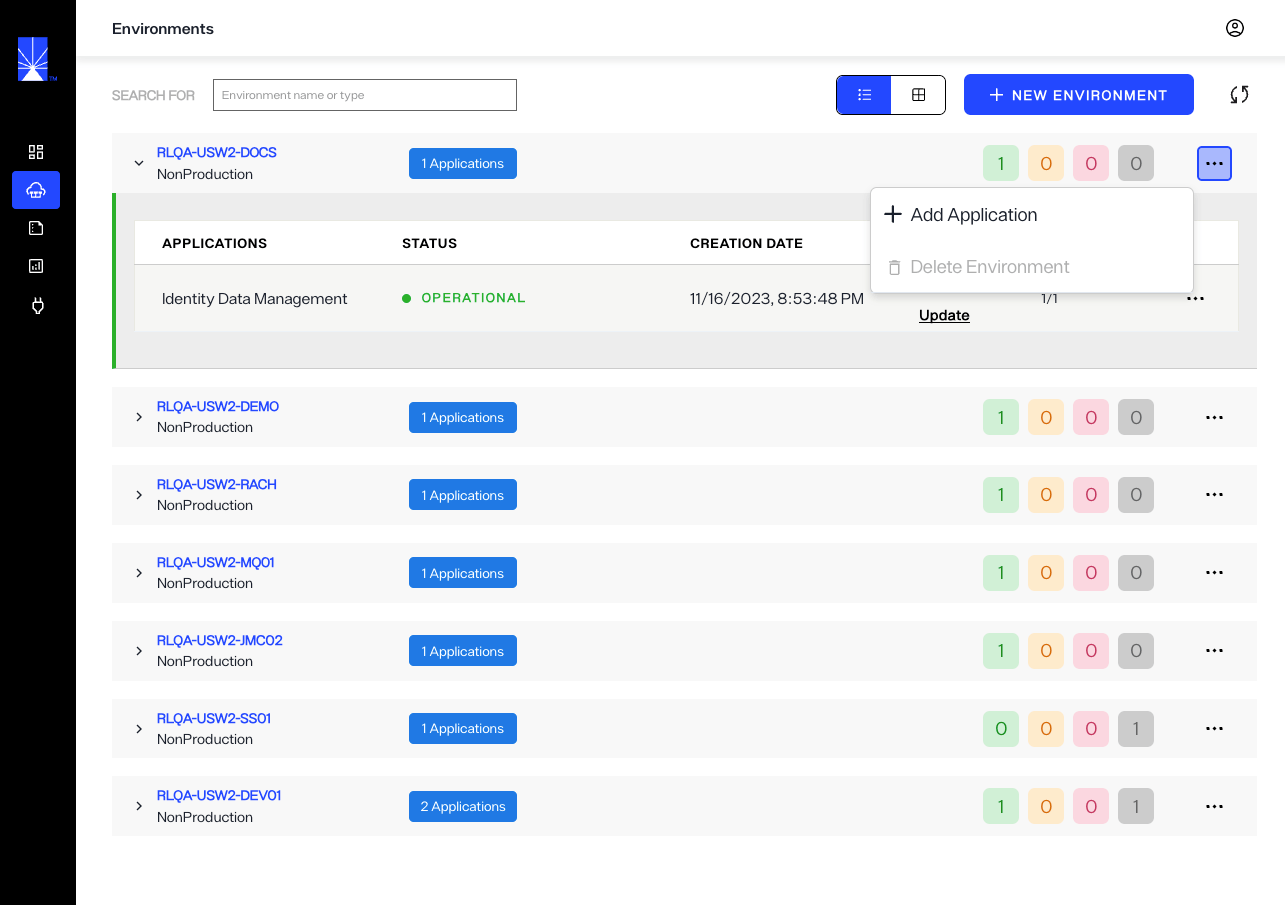 Environments
TM
SEARCH FOR
Environment name or type
NEW ENVIRONMENT
RLQA-USW2-DOCS
NonProduction
1 Applications
1 0 0 0
Add Application
Delete Environment
APPLICATIONS STATUS CREATION DATE
Identity Data Management OPERATIONAL 11/16/2023, 8:53:48 PM 1/1
Update
RLQA-USW2-DEMO
NonProduction
1 Applications
1 0 0 0
RLQA-USW2-RACH
NonProduction
1 Applications
1 0 0 0
RLQA-USW2-MQ01
NonProduction
1 Applications
1 0 0 0
RLQA-USW2-JMC02
NonProduction
1 Applications
1 0 0 0
RLQA-USW2-SS01
NonProduction
1 Applications
0 0 0 1
RLQA-USW2-DEV01
NonProduction
2 Applications
1 0 0 1